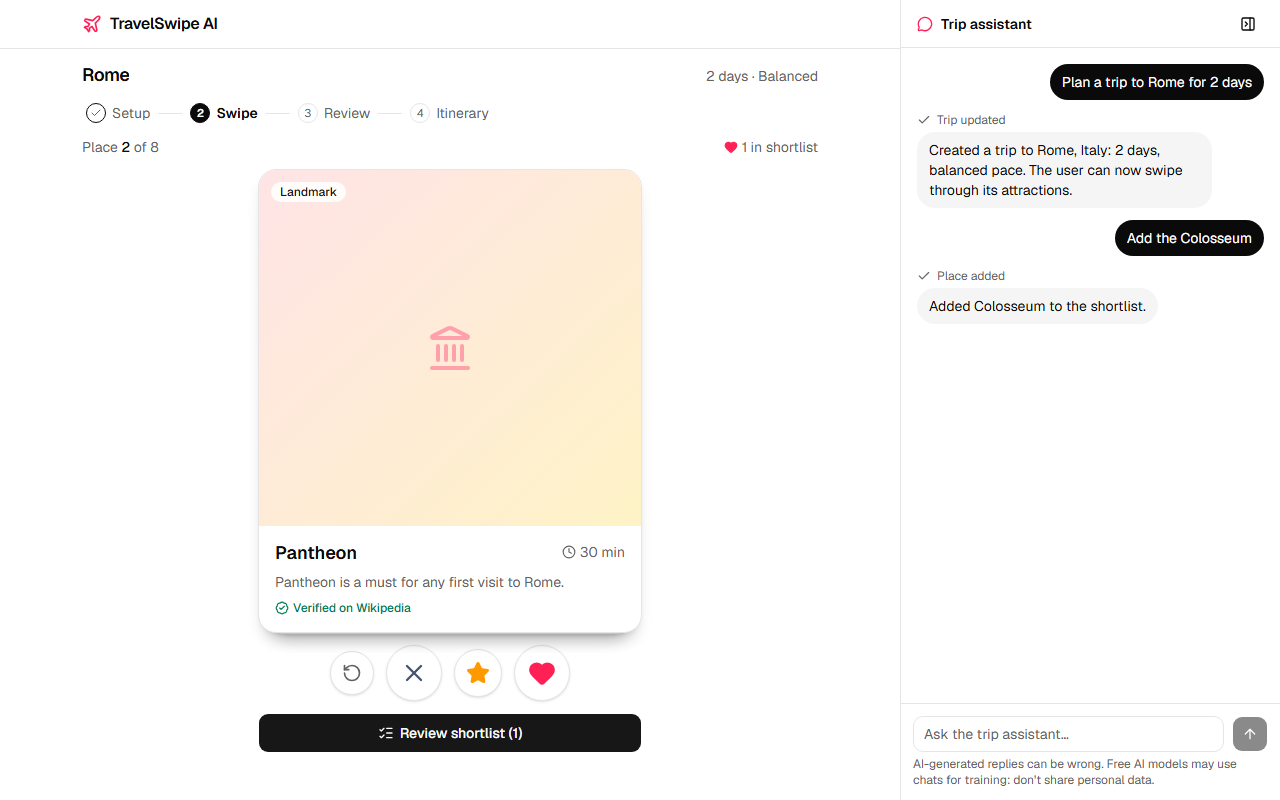 TravelSwipe AI
Rome
2 days · Balanced
Setup
2 Swipe
3 Review
4 Itinerary
Place 2 of 8
1 in shortlist
Landmark
Pantheon
30 min
Pantheon is a must for any first visit to Rome.
Verified on Wikipedia
Review shortlist (1)
Trip assistant
Plan a trip to Rome for 2 days
Trip updated
Created a trip to Rome, Italy: 2 days,
balanced pace. The user can now swipe
through its attractions.
Add the Colosseum
Place added
Added Colosseum to the shortlist.
Ask the trip assistant…
AI-generated replies can be wrong. Free AI models may use
chats for training: don't share personal data.